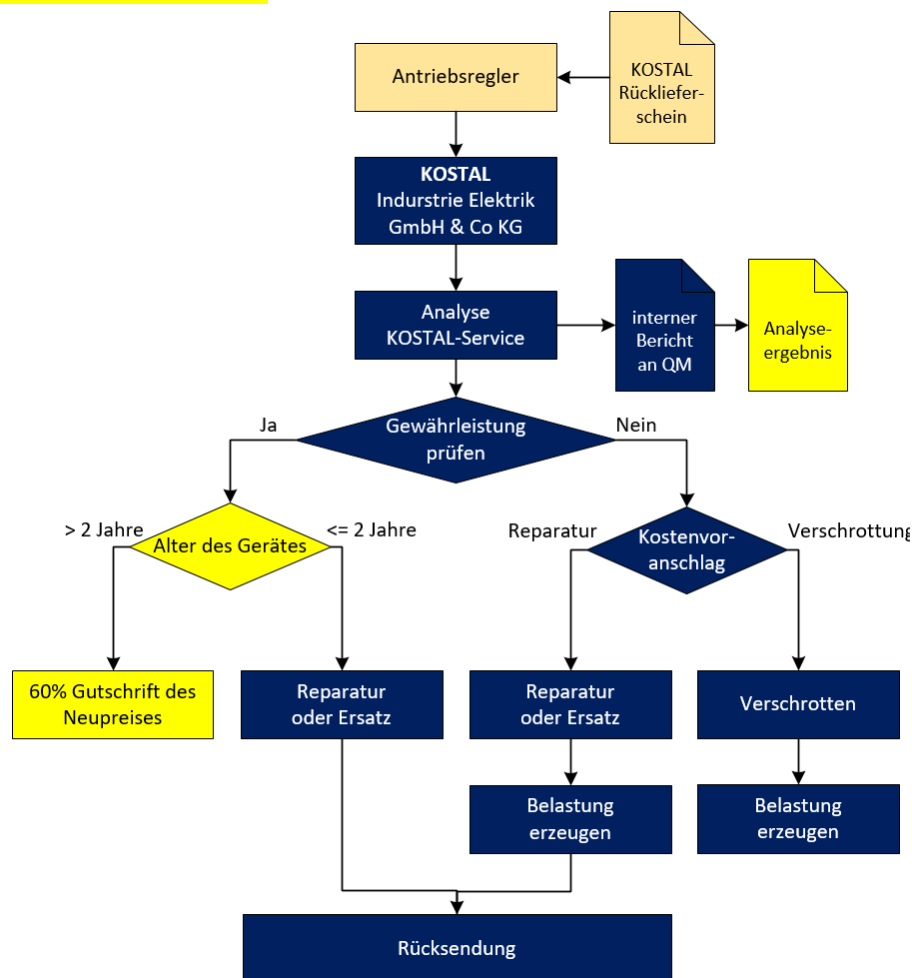 Antriebsregler
KOSTAL
Rückliefer-
schein
KOSTAL
Indurstrie Elektrik
GmbH & Co KG
Analyse
KOSTAL-Service
interner
Bericht
an QM
Analyse-
ergebnis
Ja
Gewährleistung
prüfen
Nein
> 2 Jahre
Alter des Gerätes
<= 2 Jahre
Reparatur
Kostenvor-
anschlag
Verschrottung
60% Gutschrift des
Neupreises
Reparatur
oder Ersatz
Reparatur
oder Ersatz
Verschrotten
Belastung
erzeugen
Belastung
erzeugen
Rücksendung